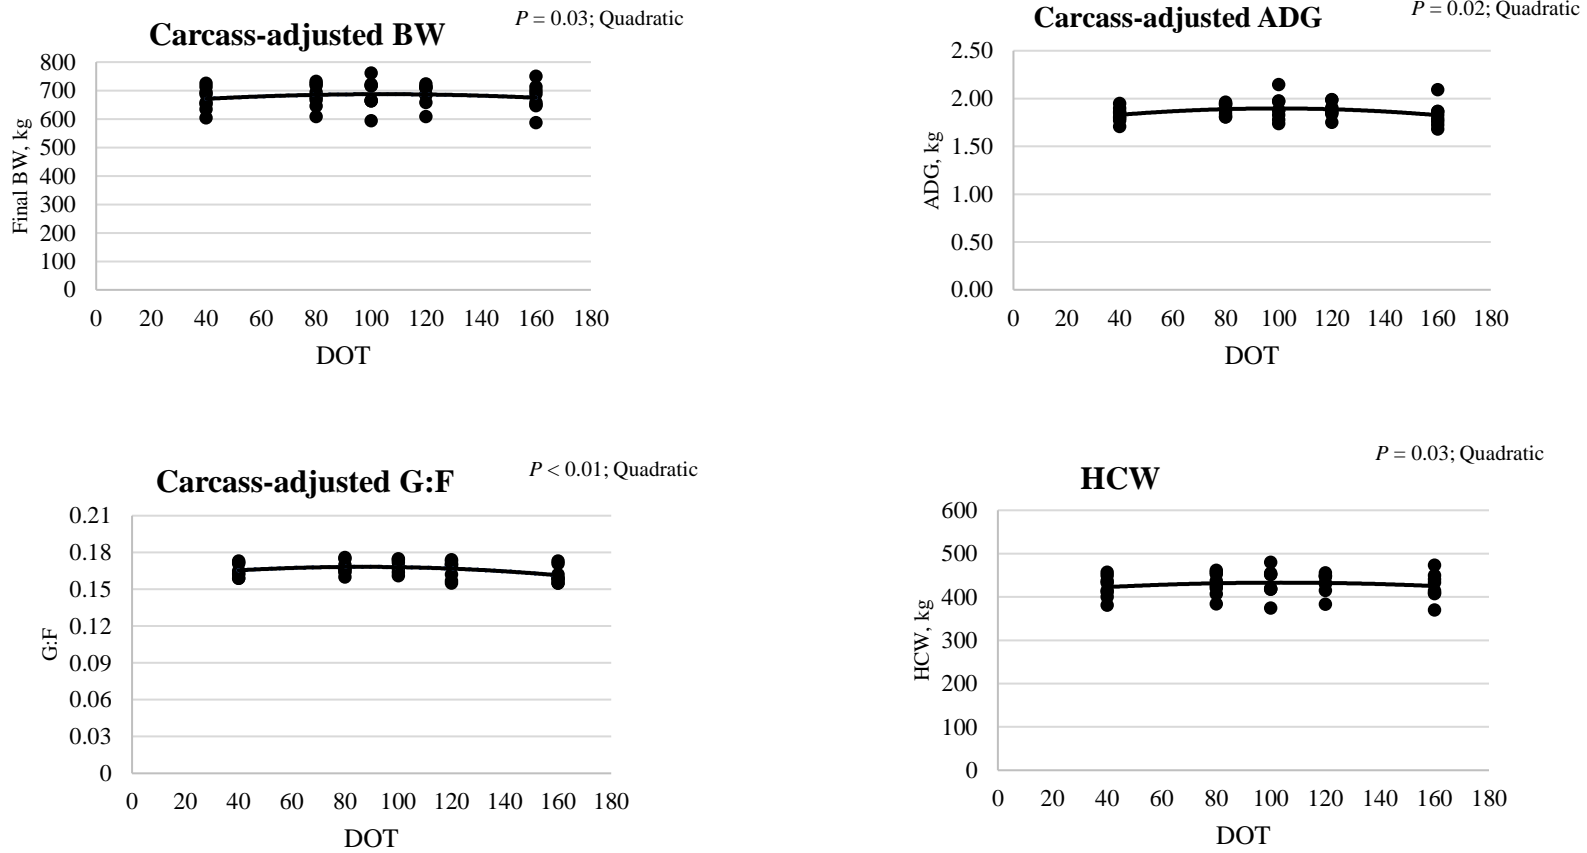 Carcass-adjusted BW
P = 0.03; Quadratic
Final BW, kg
800
700
600
500
400
300
200
100
0
0 20 40 60 80 100 120 140 160 180
DOT
Carcass-adjusted ADG
P = 0.02; Quadratic
ADG, kg
2.50
2.00
1.50
1.00
0.50
0.00
0 20 40 60 80 100 120 140 160 180
DOT
Carcass-adjusted G:F
P < 0.01; Quadratic
G:F
0.21
0.18
0.15
0.12
0.09
0.06
0.03
0
0 20 40 60 80 100 120 140 160 180
DOT
HCW
P = 0.03; Quadratic
HCW, kg
600
500
400
300
200
100
0
0 20 40 60 80 100 120 140 160 180
DOT